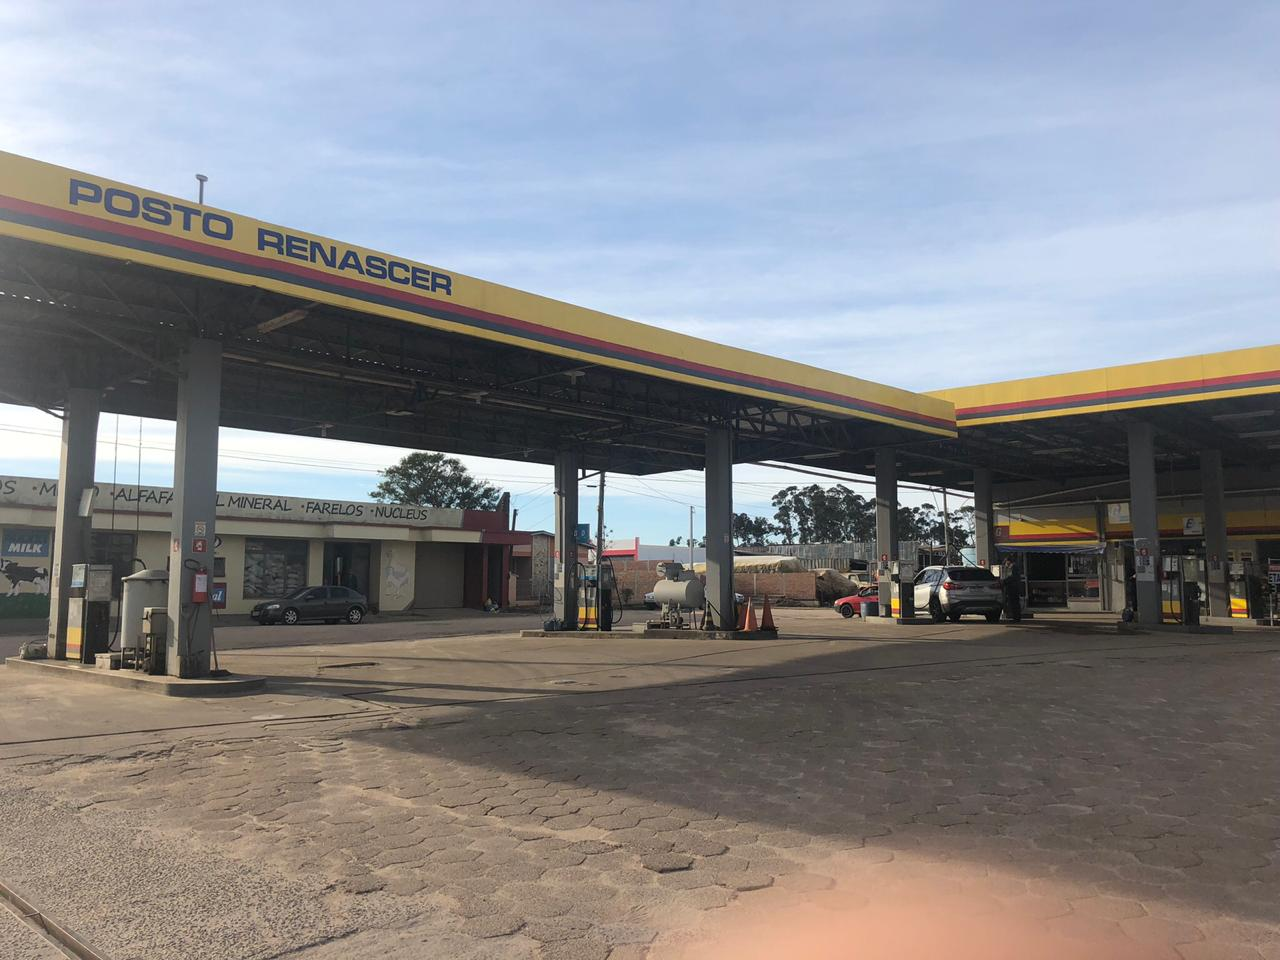 POSTO RENASCER
ALFAFA
MINERAL · FARELOS · NUCLEUS
MILK